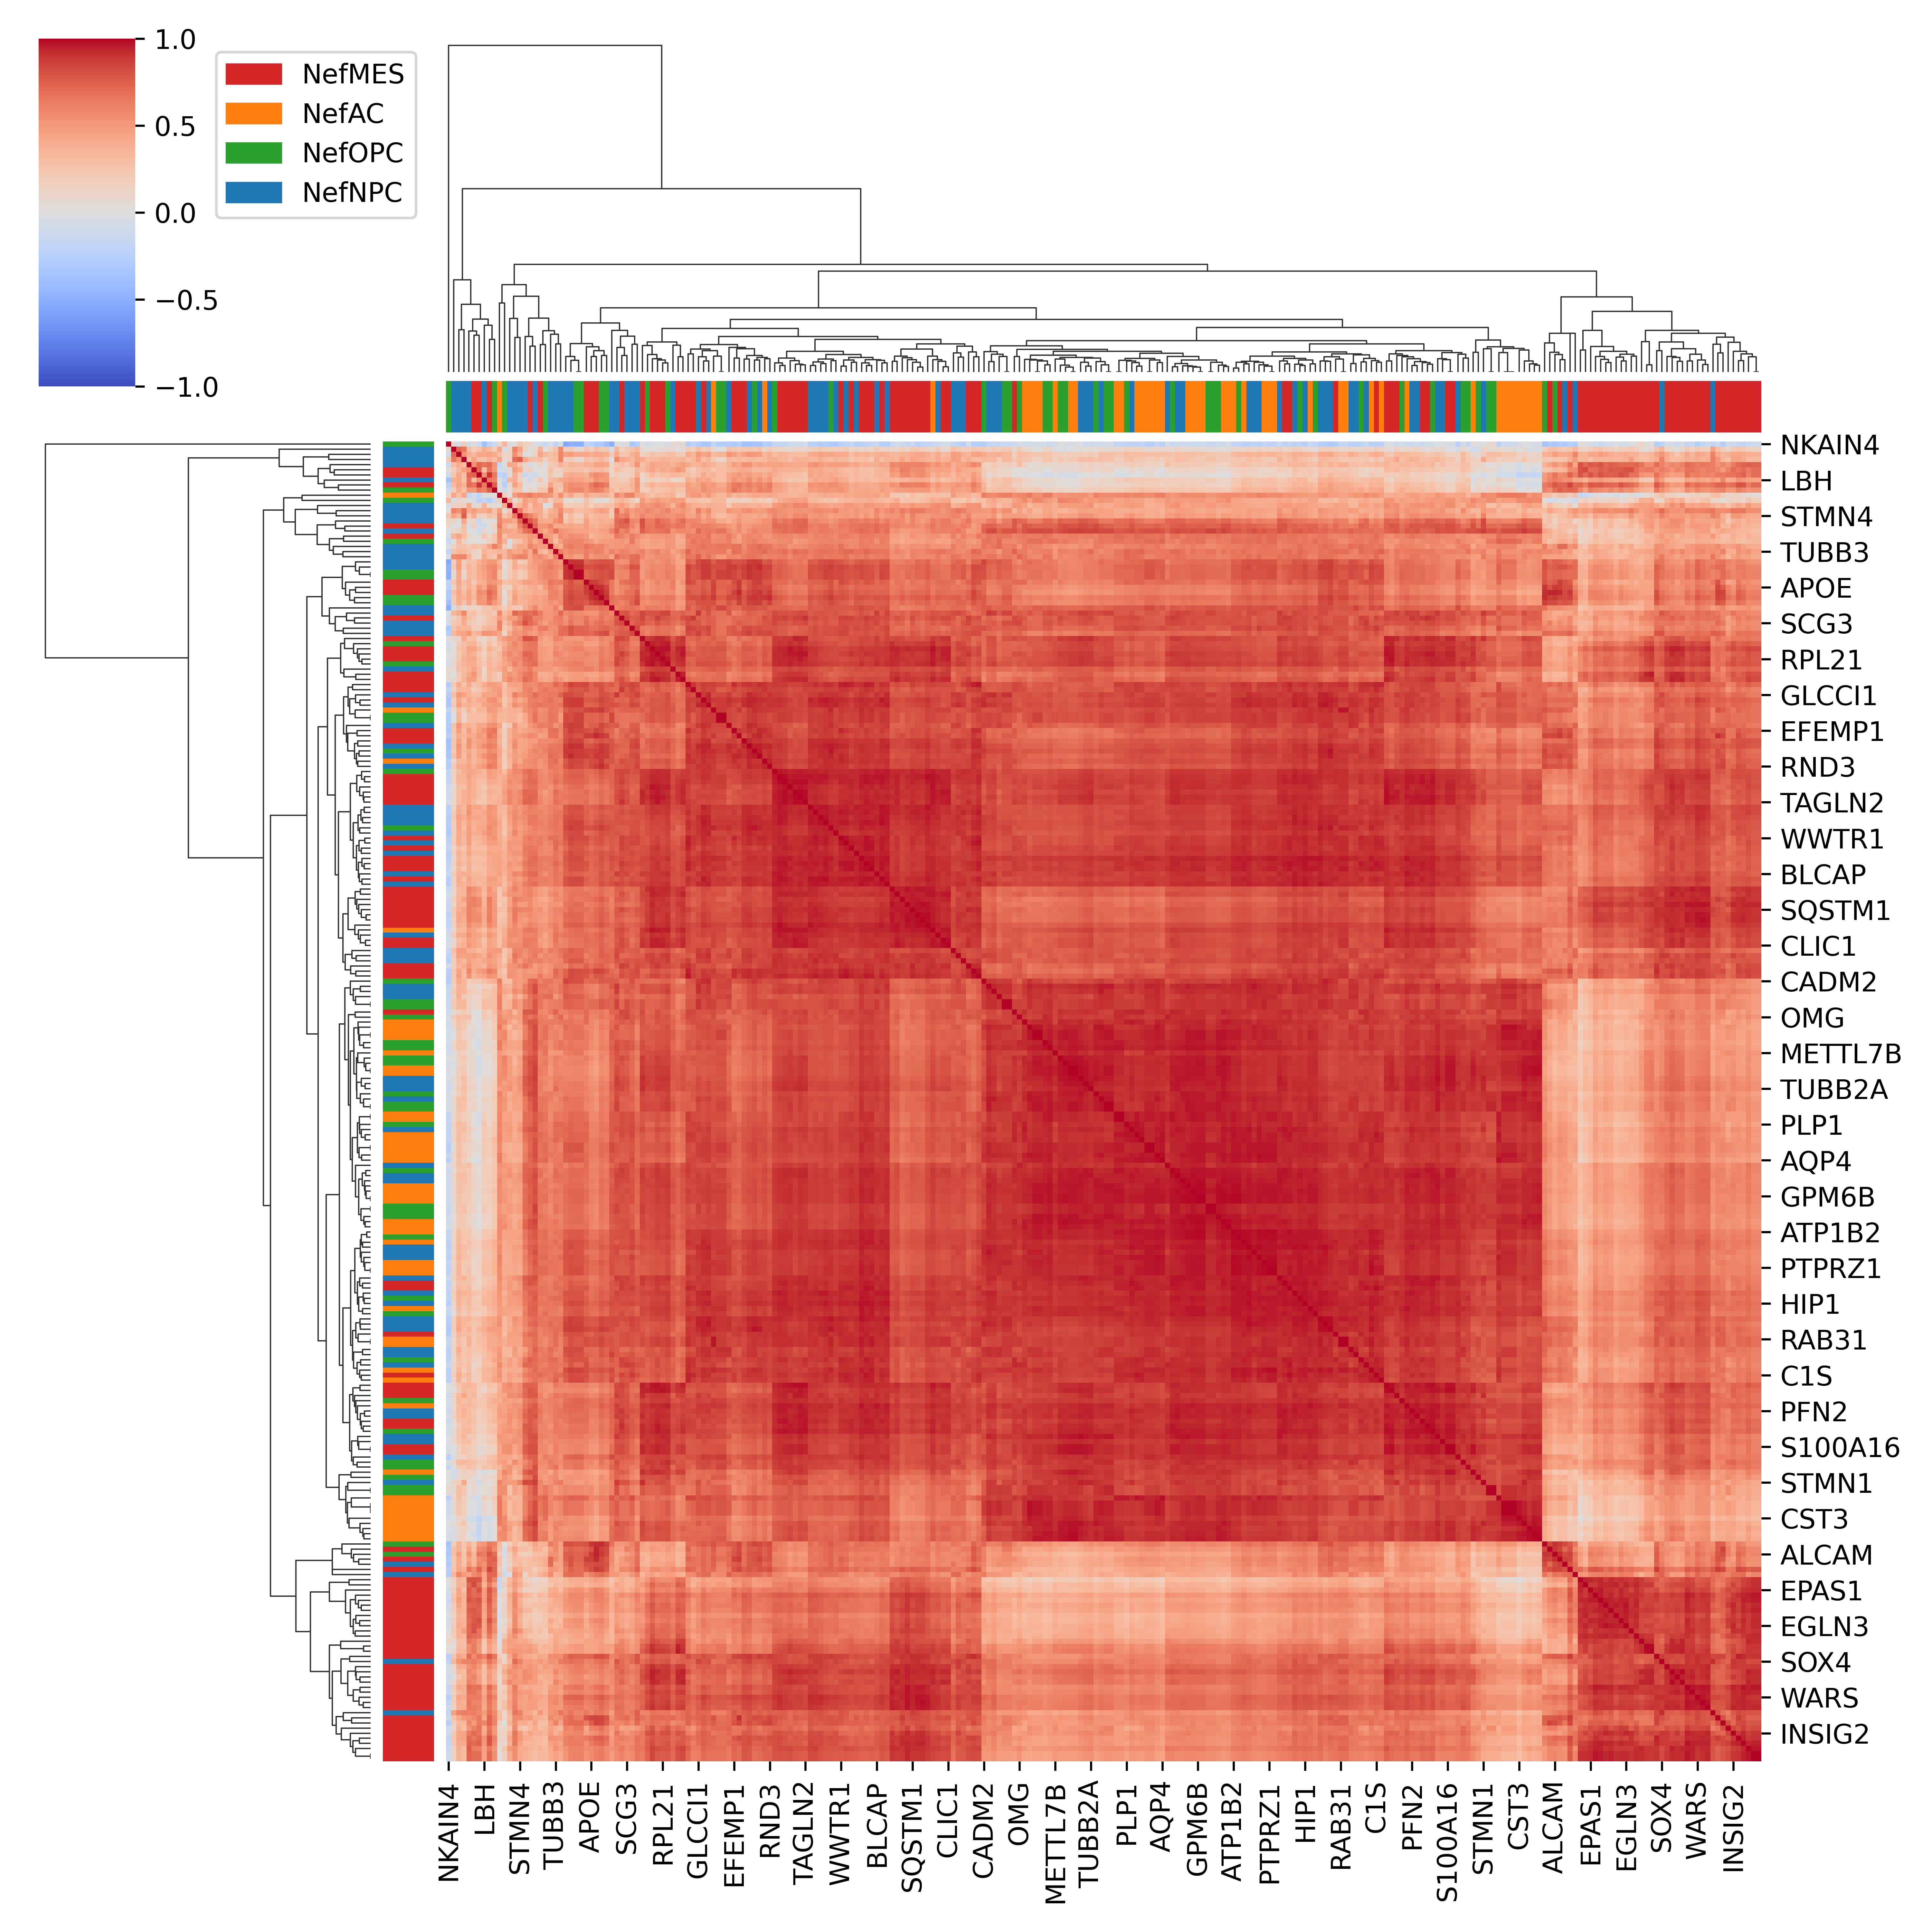 1.0
0.5
0.0
−0.5
−1.0
NefMES
NefAC
NefOPC
NefNPC
NKAIN4
LBH
STMN4
TUBB3
APOE
SCG3
RPL21
GLCCI1
EFEMP1
RND3
TAGLN2
WWTR1
BLCAP
SQSTM1
CLIC1
CADM2
OMG
METTL7B
TUBB2A
PLP1
AQP4
GPM6B
ATP1B2
PTPRZ1
HIP1
RAB31
C1S
PFN2
S100A16
STMN1
CST3
ALCAM
EPAS1
EGLN3
SOX4
WARS
INSIG2
NKAIN4
LBH
STMN4
TUBB3
APOE
SCG3
RPL21
GLCCI1
EFEMP1
RND3
TAGLN2
WWTR1
BLCAP
SQSTM1
CLIC1
CADM2
OMG
METTL7B
TUBB2A
PLP1
AQP4
GPM6B
ATP1B2
PTPRZ1
HIP1
RAB31
C1S
PFN2
S100A16
STMN1
CST3
ALCAM
EPAS1
EGLN3
SOX4
WARS
INSIG2